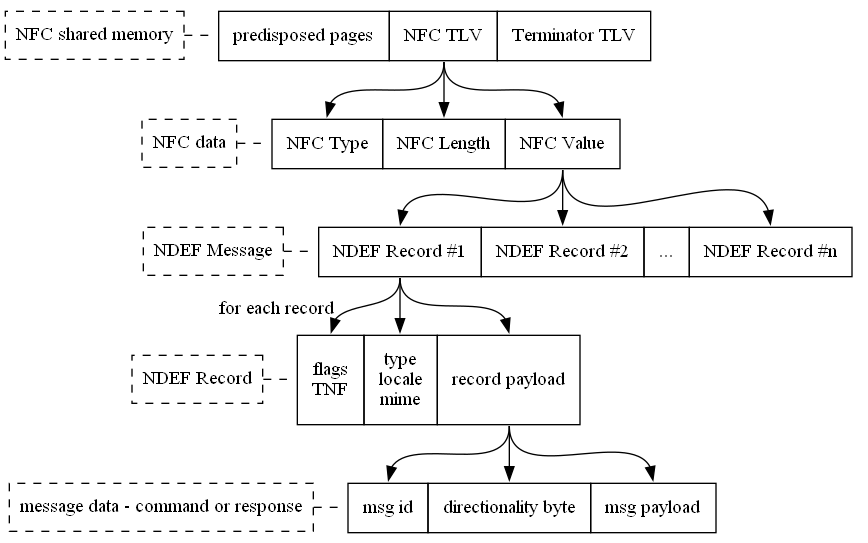 NFC shared memory
predisposed pages
NFC TLV
Terminator TLV
NFC data
NFC Type
NFC Length
NFC Value
NDEF Message
NDEF Record #1
NDEF Record #2
...
NDEF Record #n
for each record
NDEF Record
flags
TNF
type
locale
mime
record payload
message data - command or response
msg id
directionality byte
msg payload